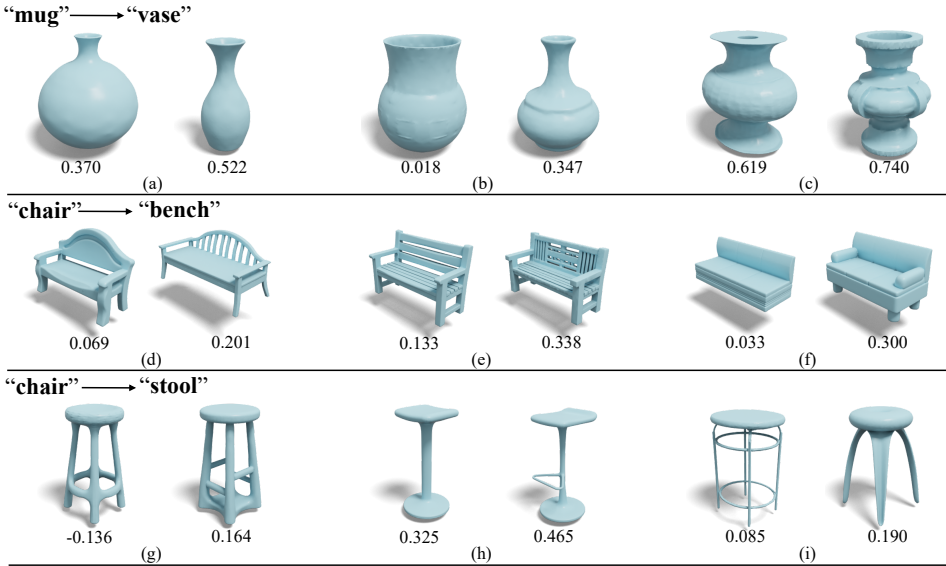 “mug” “vase”
0.370 0.522 0.018 0.347 0.619 0.740
(a) (b) (c)
“chair” “bench”
0.069 0.201 0.133 0.338 0.033 0.300
(d) (e) (f)
“chair” “stool”
-0.136 0.164 0.325 0.465 0.085 0.190
(g) (h) (i)